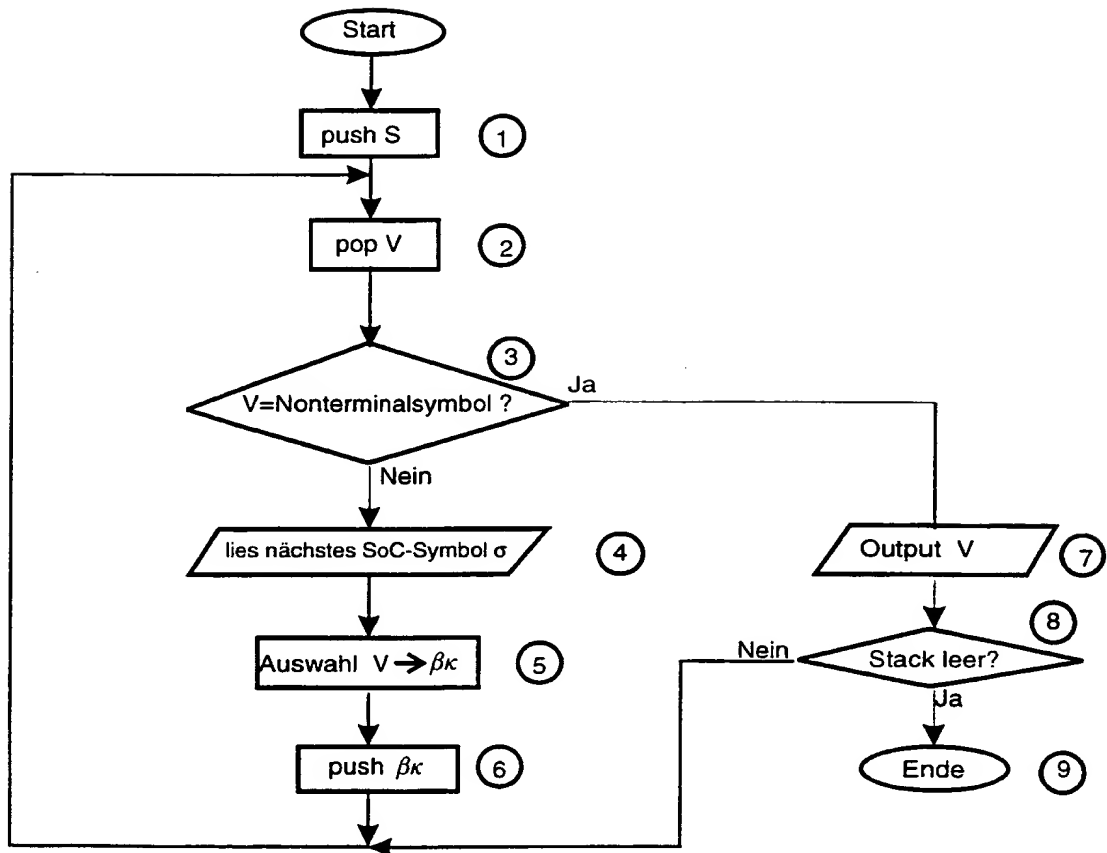 Start
push S
1
pop V
2
3
V=Nonterminalsymbol ?
Ja
Nein
lies nächstes SoC-Symbol σ
4
Output V
7
Auswahl V → βκ
5
8
Nein
Stack leer?
Ja
push βκ
6
Ende
9